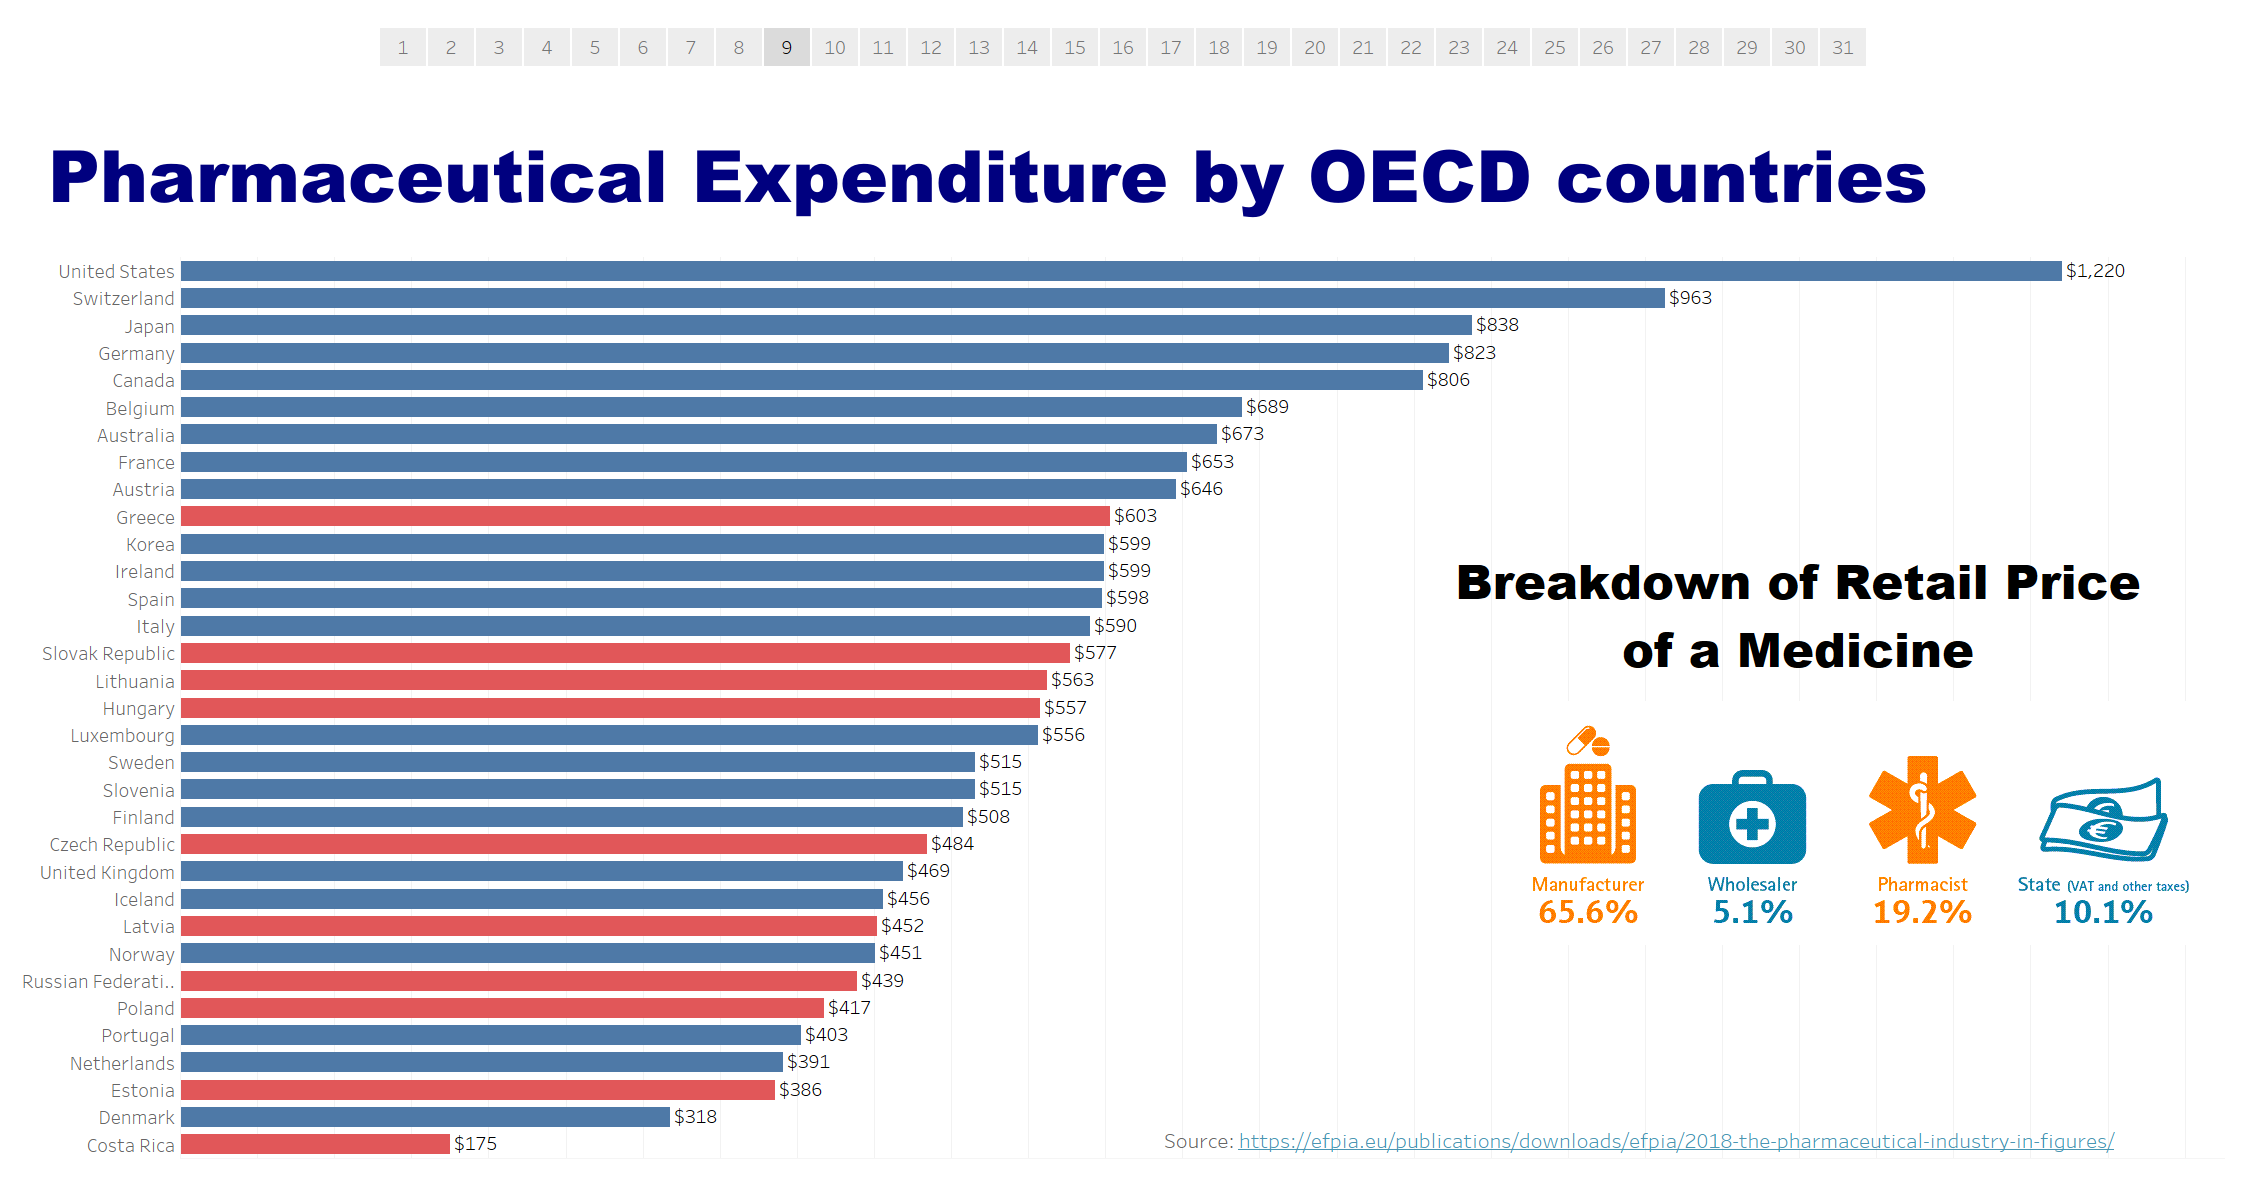 1 2 3 4 5 6 7 8 9 10 11 12 13 14 15 16 17 18 19 20 21 22 23 24 25 26 27 28 29 30 31
Pharmaceutical Expenditure by OECD countries
United States $1,220
Switzerland $963
Japan $838
Germany $823
Canada $806
Belgium $689
Australia $673
France $653
Austria $646
Greece $603
Korea $599
Ireland $599
Spain $598
Italy $590
Slovak Republic $577
Lithuania $563
Hungary $557
Luxembourg $556
Sweden $515
Slovenia $515
Finland $508
Czech Republic $484
United Kingdom $469
Iceland $456
Latvia $452
Norway $451
Russian Federati.. $439
Poland $417
Portugal $403
Netherlands $391
Estonia $386
Denmark $318
Costa Rica $175
Breakdown of Retail Price
of a Medicine
€
Manufacturer
65.6%
Wholesaler
5.1%
Pharmacist
19.2%
State (VAT and other taxes)
10.1%
Source: https://efpia.eu/publications/downloads/efpia/2018-the-pharmaceutical-industry-in-figures/